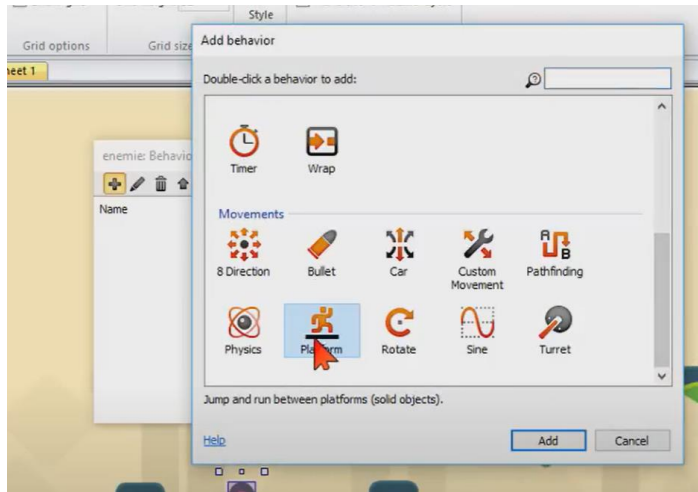 Style
Grid options
Grid size
heet 1
Add behavior
Double-click a behavior to add:
enemie: Behavio
Name
Timer
Wrap
Movements
8 Direction
Bullet
Car
Custom
Movement
Pathfinding
Physics
Platform
Rotate
Sine
Turret
Jump and run between platforms (solid objects).
Help
Add
Cancel